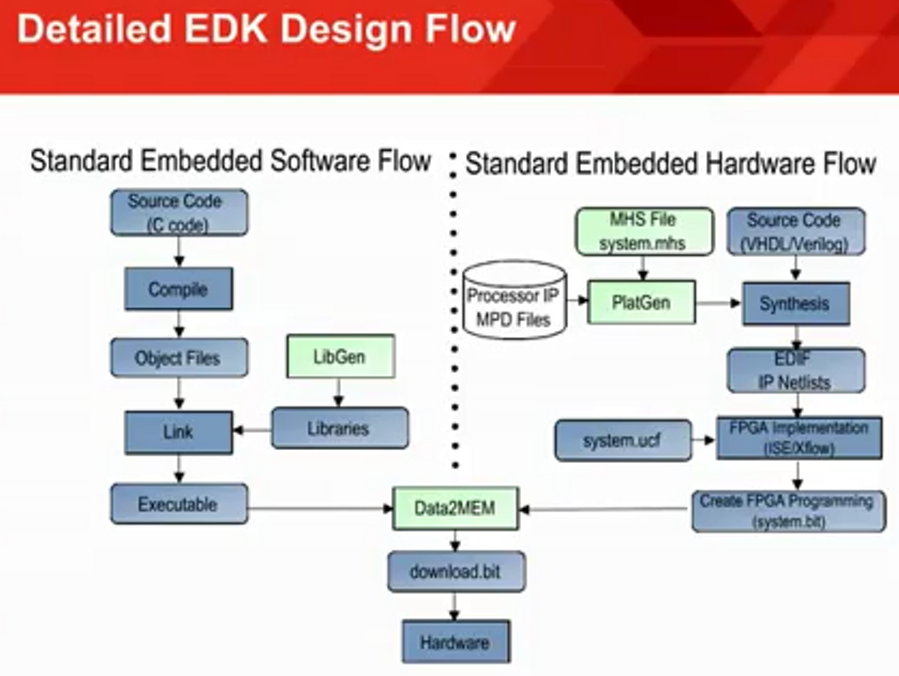 Detailed EDK Design Flow
Standard Embedded Software Flow
Source Code
(C code)
Compile
Object Files
LibGen
Link
Libraries
Executable
Standard Embedded Hardware Flow
MHS File
system.mhs
Source Code
(VHDL/Verilog)
Processor IP
MPD Files
PlatGen
Synthesis
EDIF
IP Netlists
system.ucf
FPGA Implementation
(ISE/Xflow)
Create FPGA Programming
(system.bit)
Data2MEM
download.bit
Hardware